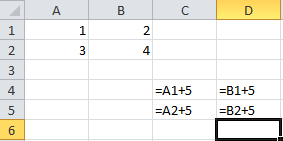 A B C D
1 1 2
2 3 4
3
4 =A1+5 =B1+5
5 =A2+5 =B2+5
6